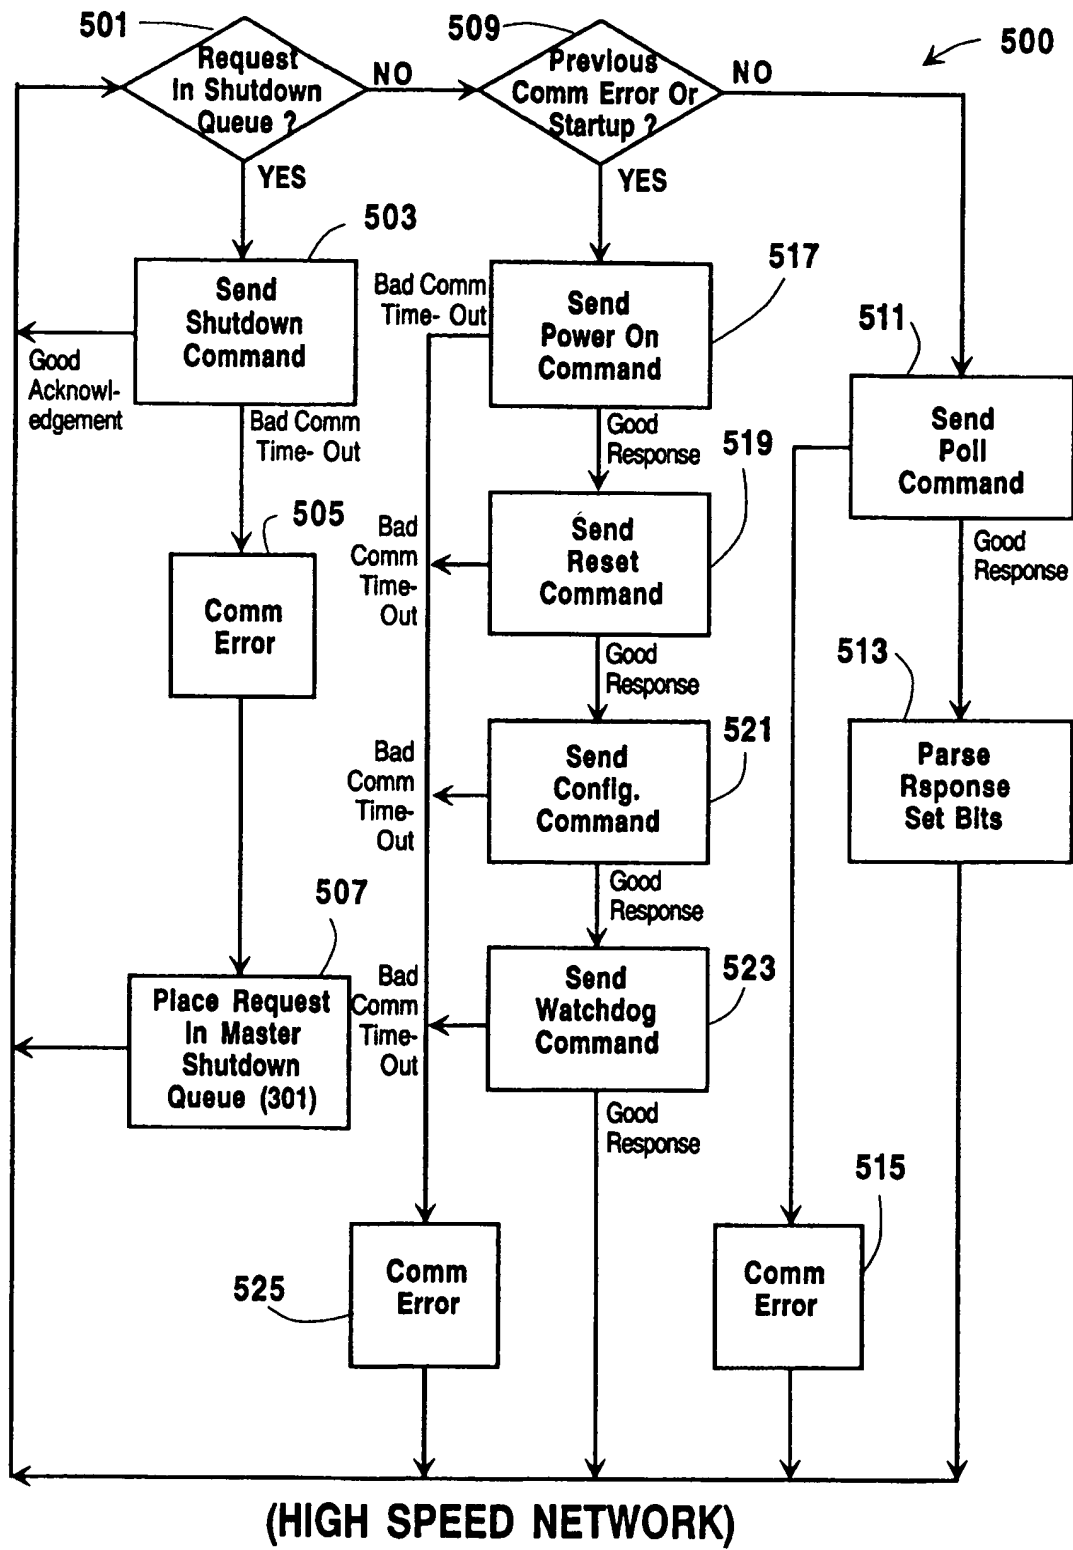 501
Request
In Shutdown
Queue ?
NO
YES
509
Previous
Comm Error Or
Startup ?
NO
YES
500
503
Send
Shutdown
Command
Good
Acknowl-
edgement
Bad Comm
Time- Out
505
Comm
Error
507
Place Request
In Master
Shutdown
Queue (301)
517
Bad Comm
Time- Out
Send
Power On
Command
Good
Response
519
Send
Reset
Command
Bad
Comm
Time-
Out
Good
Response
521
Send
Config.
Command
Bad
Comm
Time-
Out
Good
Response
523
Send
Watchdog
Command
Bad
Comm
Time-
Out
Good
Response
525
Comm
Error
511
Send
Poll
Command
Good
Response
513
Parse
Rsponse
Set Bits
515
Comm
Error
(HIGH SPEED NETWORK)